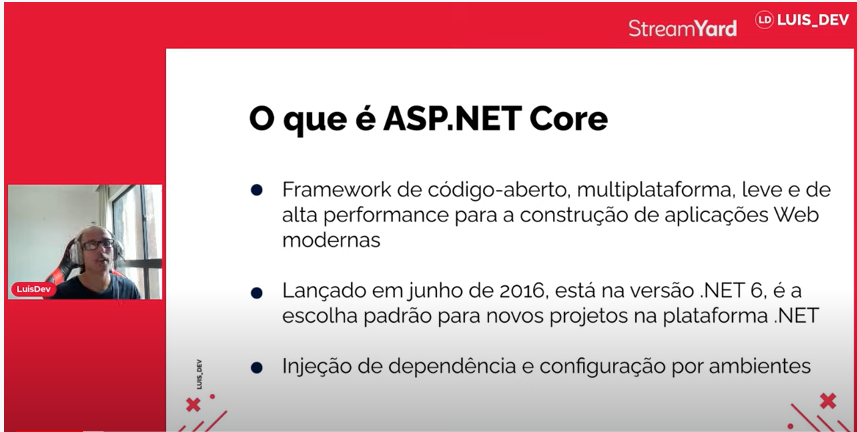 StreamYard
LD LUIS_DEV
O que é ASP.NET Core
Framework de código-aberto, multiplataforma, leve e de
alta performance para a construção de aplicações Web
modernas
LuisDev
Lançado em junho de 2016, está na versão .NET 6, é a
escolha padrão para novos projetos na plataforma .NET
Injeção de dependência e configuração por ambientes
LUIS_DEV